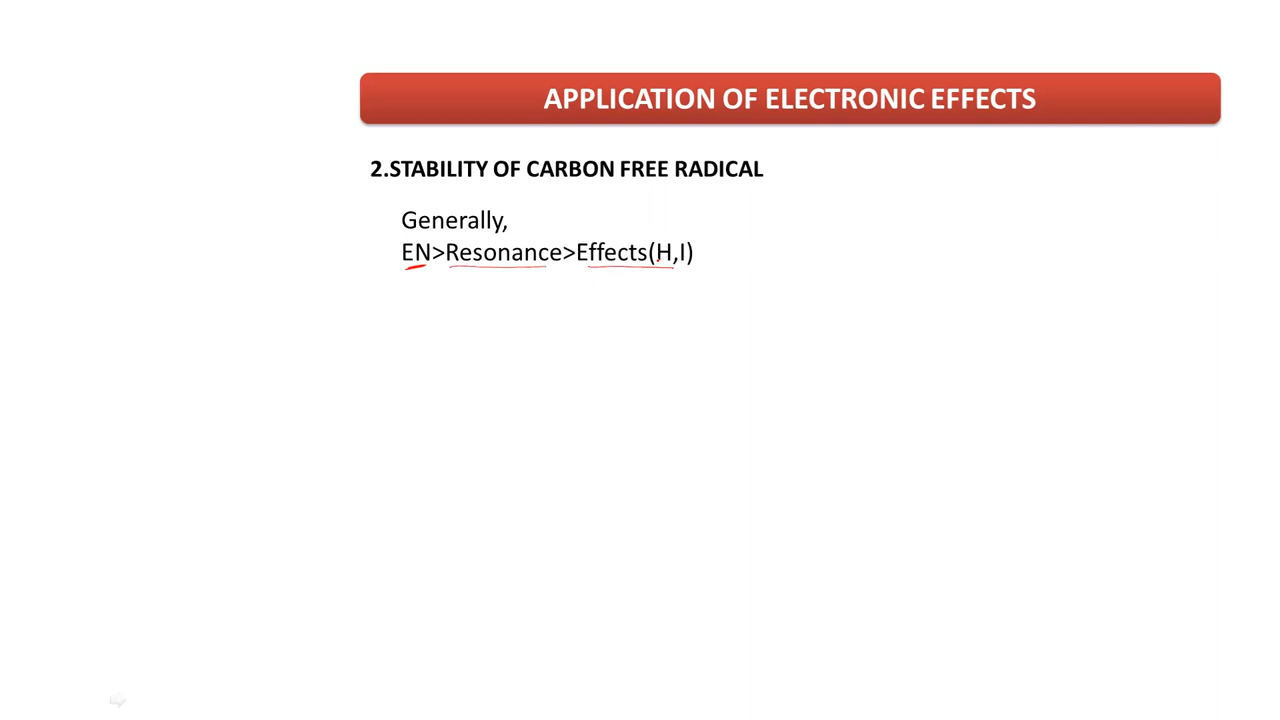 APPLICATION OF ELECTRONIC EFFECTS
2.STABILITY OF CARBON FREE RADICAL
Generally,
EN>Resonance>Effects(H,I)